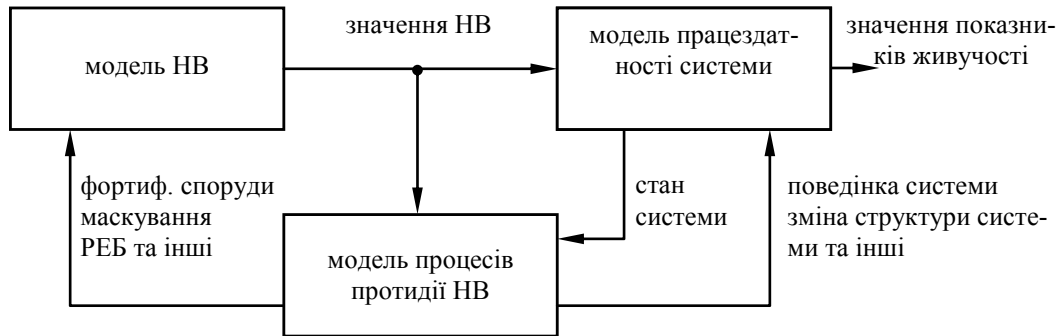 модель НВ
значення НВ
модель працездат-
ності системи
значення показни-
ків живучості
фортиф. споруди
маскування
РЕБ та інші
стан
системи
поведінка системи
зміна структури систе-
ми та інші
модель процесів
протидії НВ